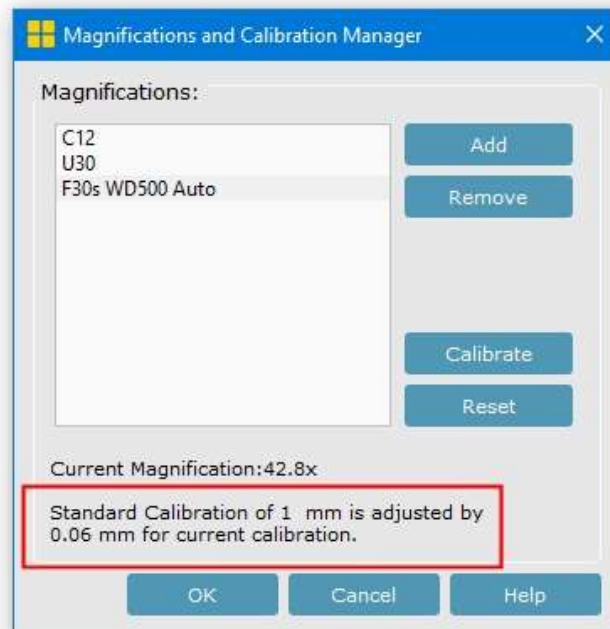 Magnifications and Calibration Manager
Magnifications:
C12
U30
F30s WD500 Auto
Add
Remove
Calibrate
Reset
Current Magnification:42.8x
Standard Calibration of 1  mm is adjusted by
0.06 mm for current calibration.
OK
Cancel
Help